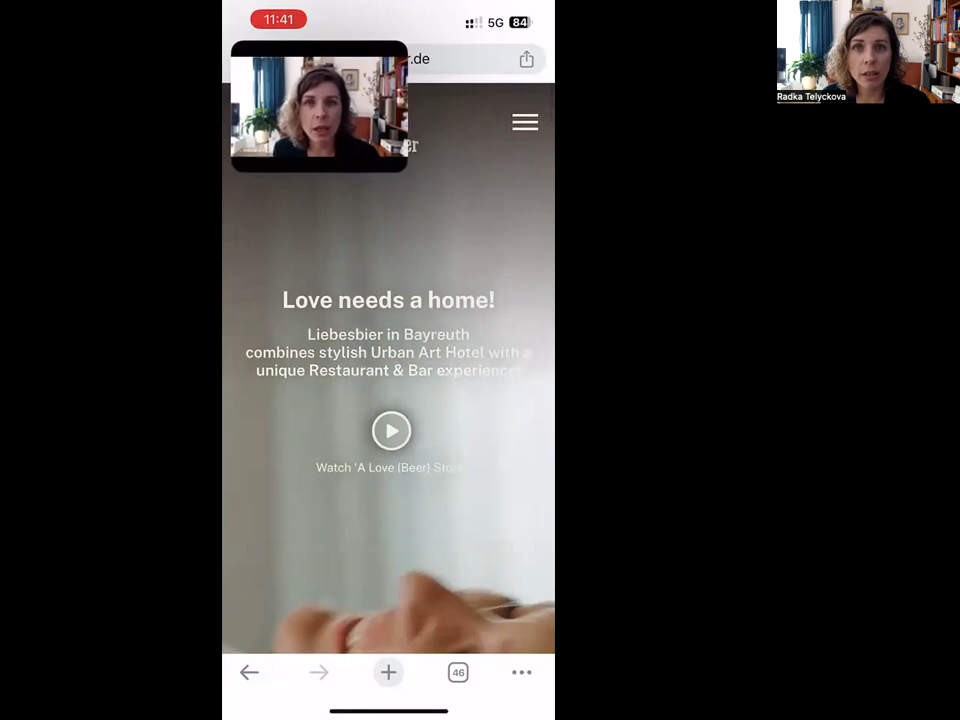 11:41
5G 84
r.de
er
Radka Telyckova
Love needs a home!
Liebesbier in Bayreuth
combines stylish Urban Art Hotel with a
unique Restaurant & Bar experience!
Watch 'A Love (Beer) Story'
46